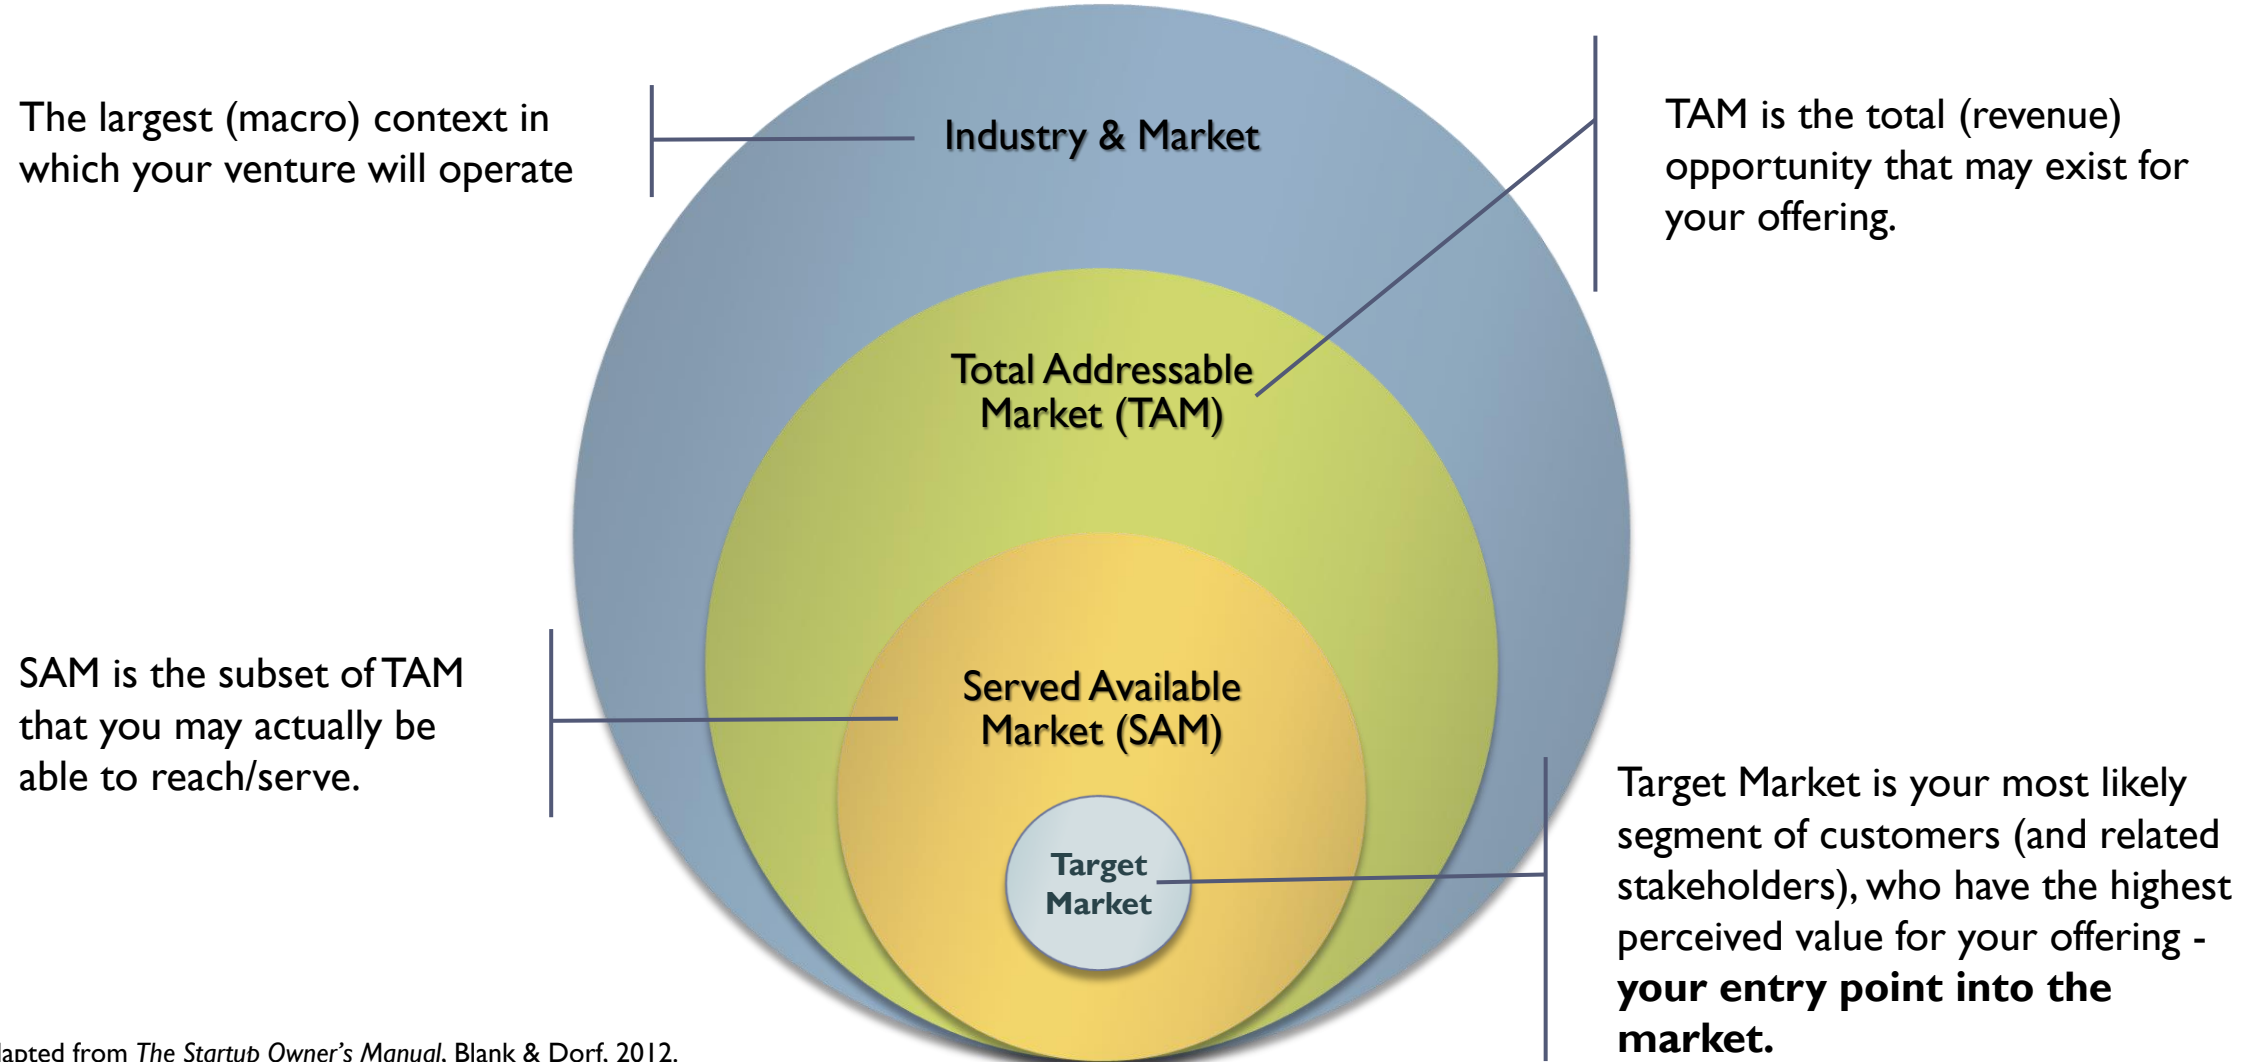 The largest (macro) context in
which your venture will operate
Industry & Market
TAM is the total (revenue)
opportunity that may exist for
your offering.
Total Addressable
Market (TAM)
SAM is the subset of TAM
that you may actually be
able to reach/serve.
Served Available
Market (SAM)
Target
Market
Target Market is your most likely
segment of customers (and related
stakeholders), who have the highest
perceived value for your offering -
your entry point into the
market.
dapted from The Startup Owner's Manual, Blank & Dorf, 2012.